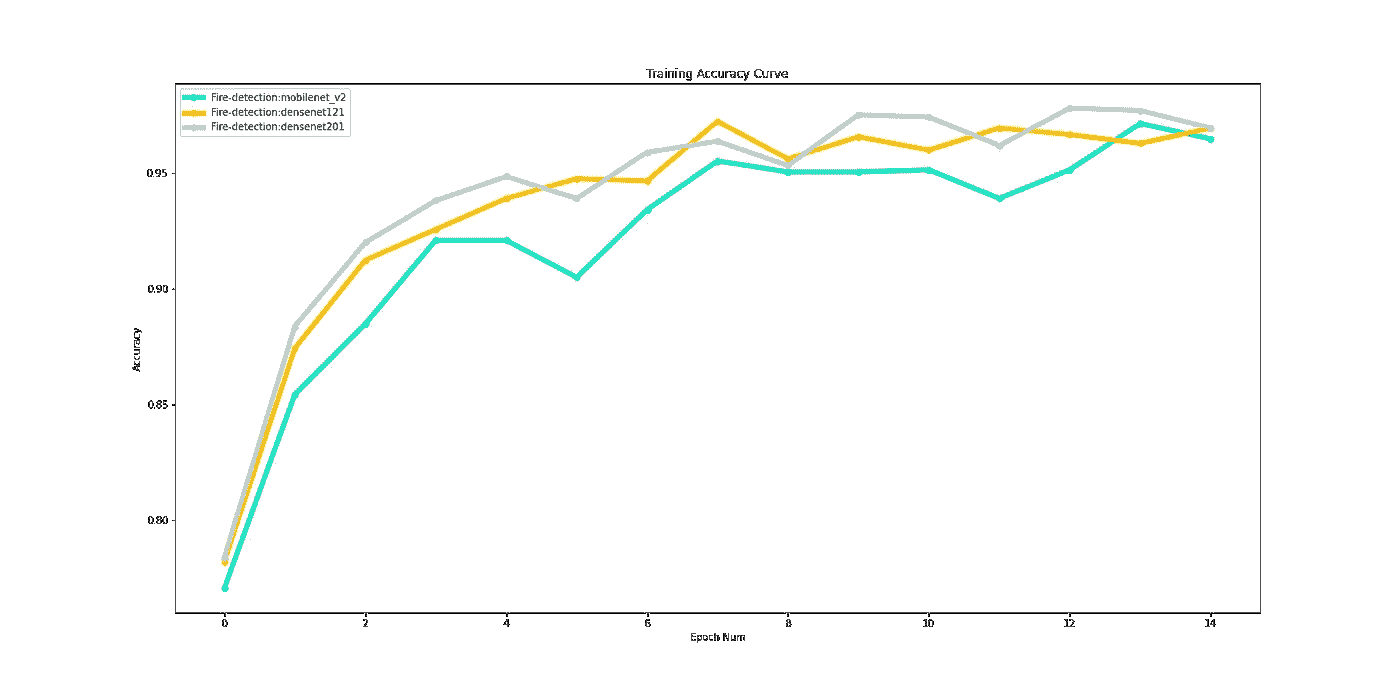 Training Accuracy Curve
Fire-detection:mobilenet_v2
Fire-detection:densenet121
Fire-detection:densenet201
0.95
0.90
0.85
0.80
Accuracy
0 2 4 6 8 10 12 14
Epoch Num